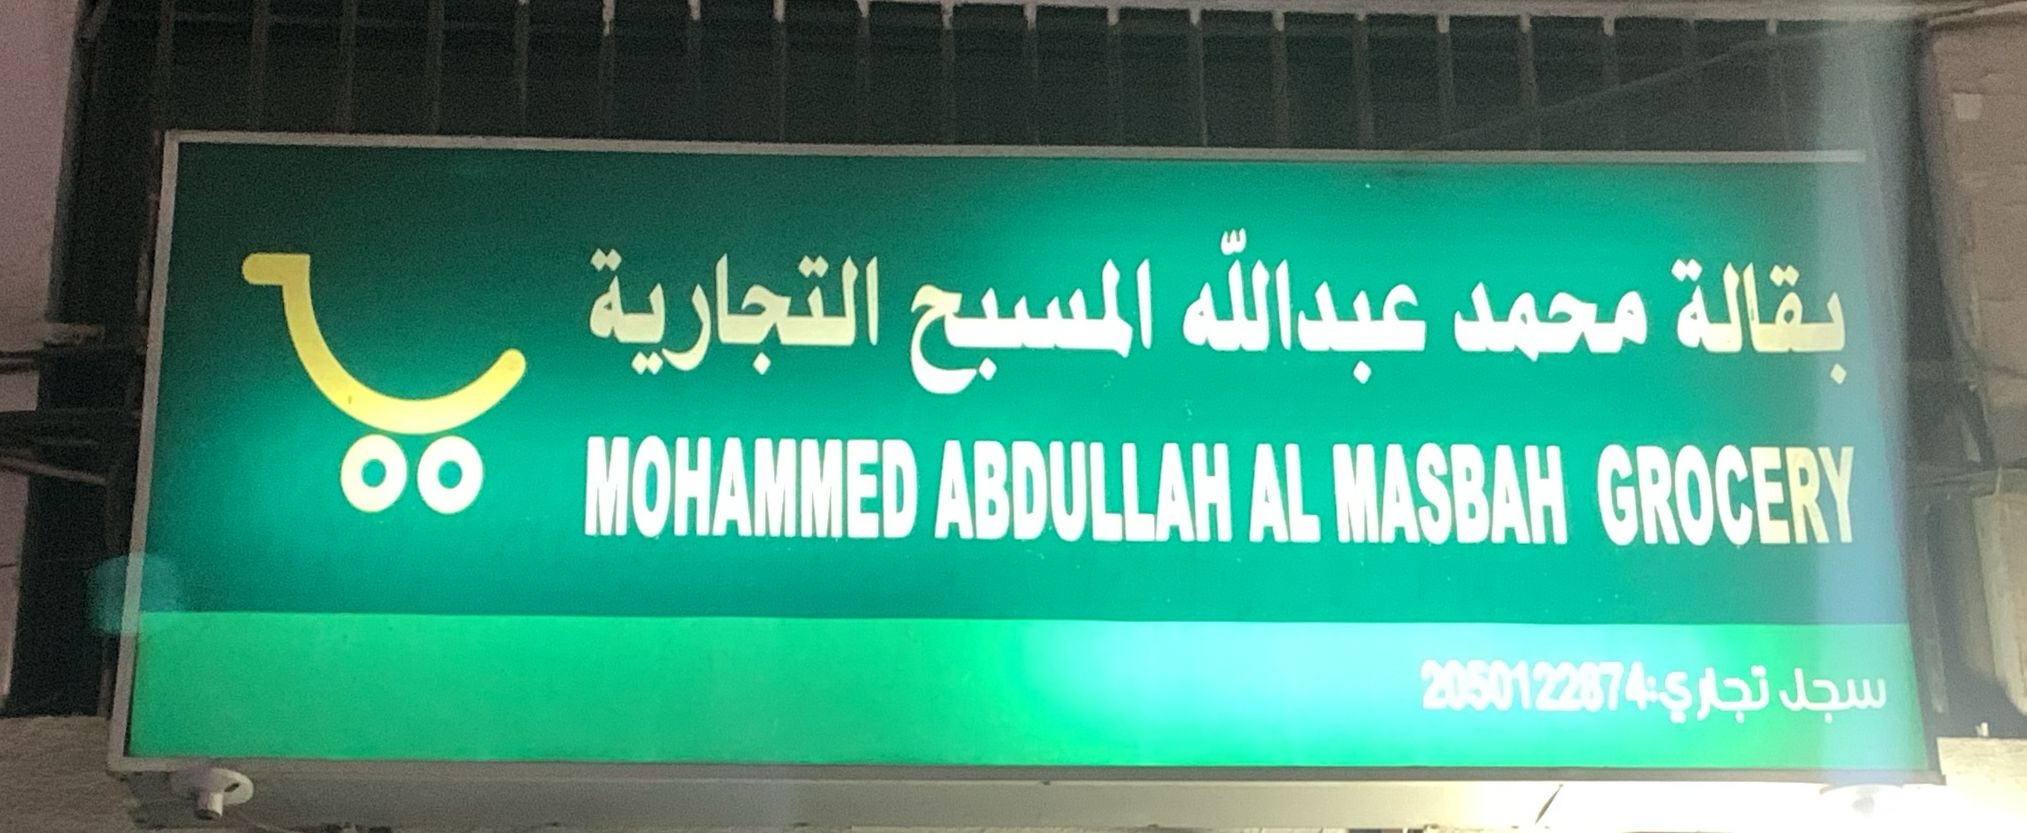 بقالة محمد عبدالله المسبح التجارية
MOHAMMED ABDULLAH AL MASBAH GROCERY
سجل تجاري:2050122874